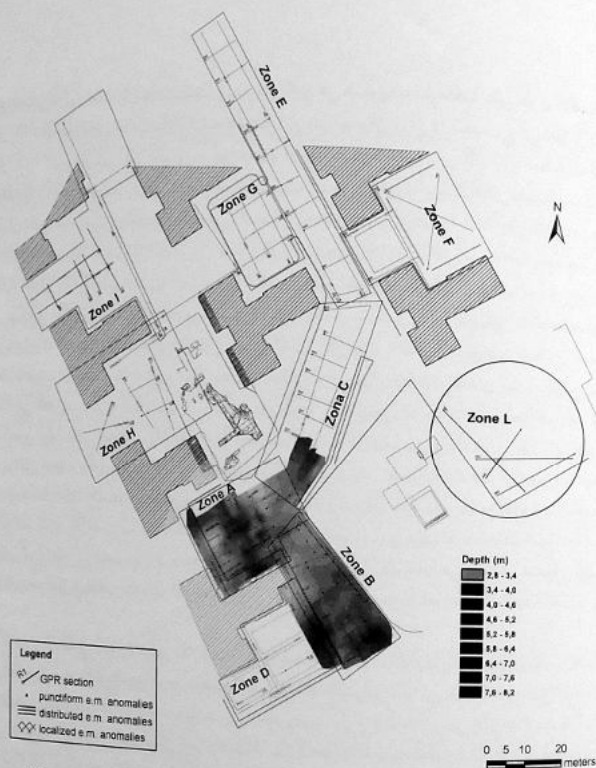 Zone E
N
Zone G
Zone F
Zone I
Zona C
Zone L
Zone H
Zone A
Zone B
Depth (m)
2,8 - 3,4
3,4 - 4,0
4,0 - 4,6
4,6 - 5,2
5,2 - 5,8
5,8 - 6,4
6,4 - 7,0
7,0 - 7,6
7,6 - 8,2
Zone D
Legend
R1 GPR section
punctiform e.m. anomalies
distributed e.m. anomalies
localized e.m. anomalies
0 5 10 20
meters